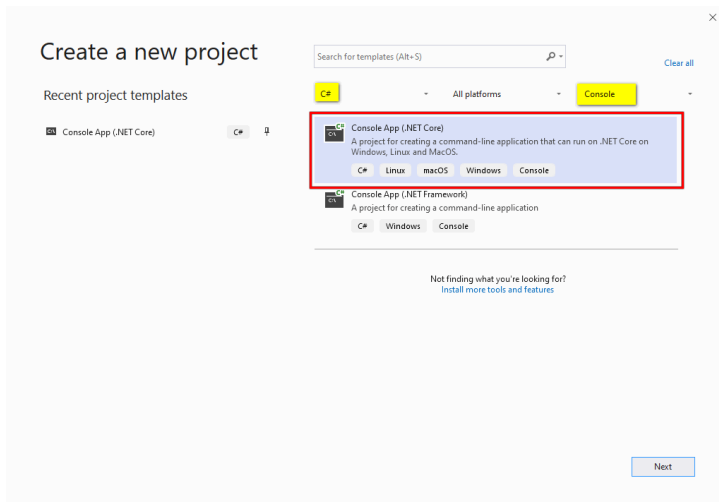 Create a new project
Search for templates (Alt+S)
Clear all
Recent project templates
C#
All platforms
Console
Console App (.NET Core)
C#
Console App (.NET Core)
A project for creating a command-line application that can run on .NET Core on
Windows, Linux and MacOS.
C# Linux macOS Windows Console
Console App (.NET Framework)
A project for creating a command-line application
C# Windows Console
Not finding what you're looking for?
Install more tools and features
Next